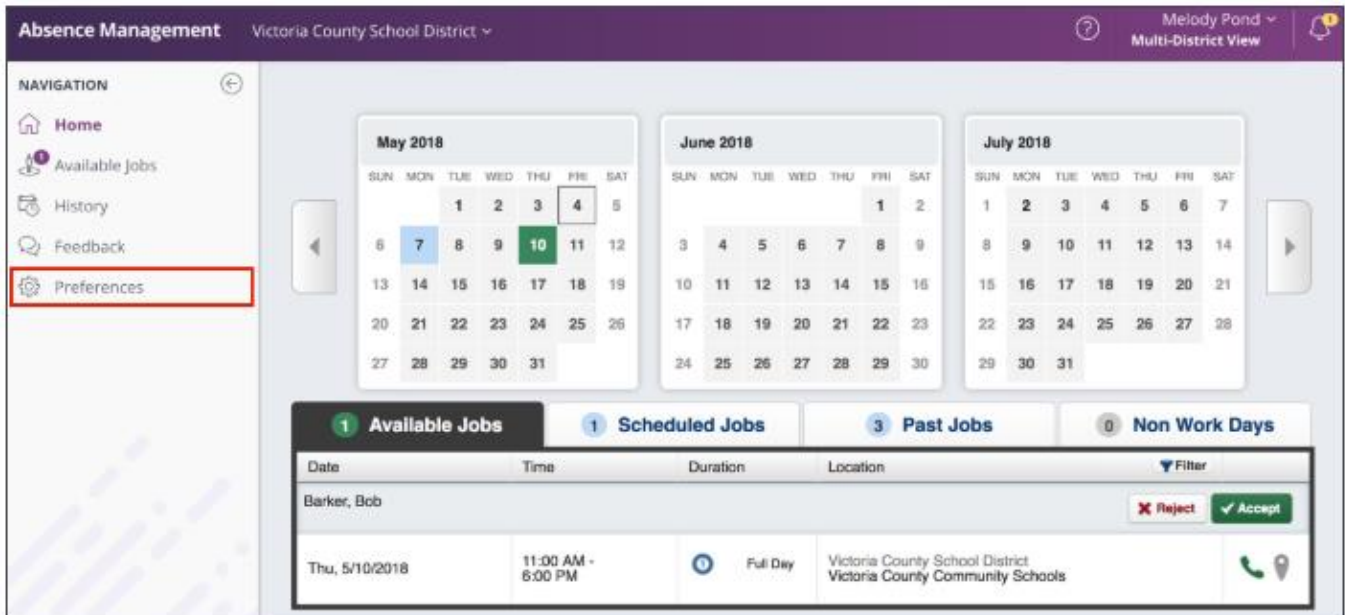 Absence Management Victoria County School District Melody Pond
Multi-District View
1
NAVIGATION
Home
1
Available Jobs
History
Feedback
Preferences
May 2018
SUN MON TUE WED THU FRI SAT
1 2 3 4 5
6 7 8 9 10 11 12
13 14 15 16 17 18 19
20 21 22 23 24 25 26
27 28 29 30 31
June 2018
SUN MON TUE WED THU FRI SAT
1 2
3 4 5 6 7 8 9
10 11 12 13 14 15 16
17 18 19 20 21 22 23
24 25 26 27 28 29 30
July 2018
SUN MON TUE WED THU FRI SAT
1 2 3 4 5 6 7
8 9 10 11 12 13 14
15 16 17 18 19 20 21
22 23 24 25 26 27 28
29 30 31
1 Available Jobs 1 Scheduled Jobs 3 Past Jobs 0 Non Work Days
Date Time Duration Location Filter
Barker, Bob Reject Accept
Thu, 5/10/2018 11:00 AM - 6:00 PM Full Day Victoria County School District
Victoria County Community Schools